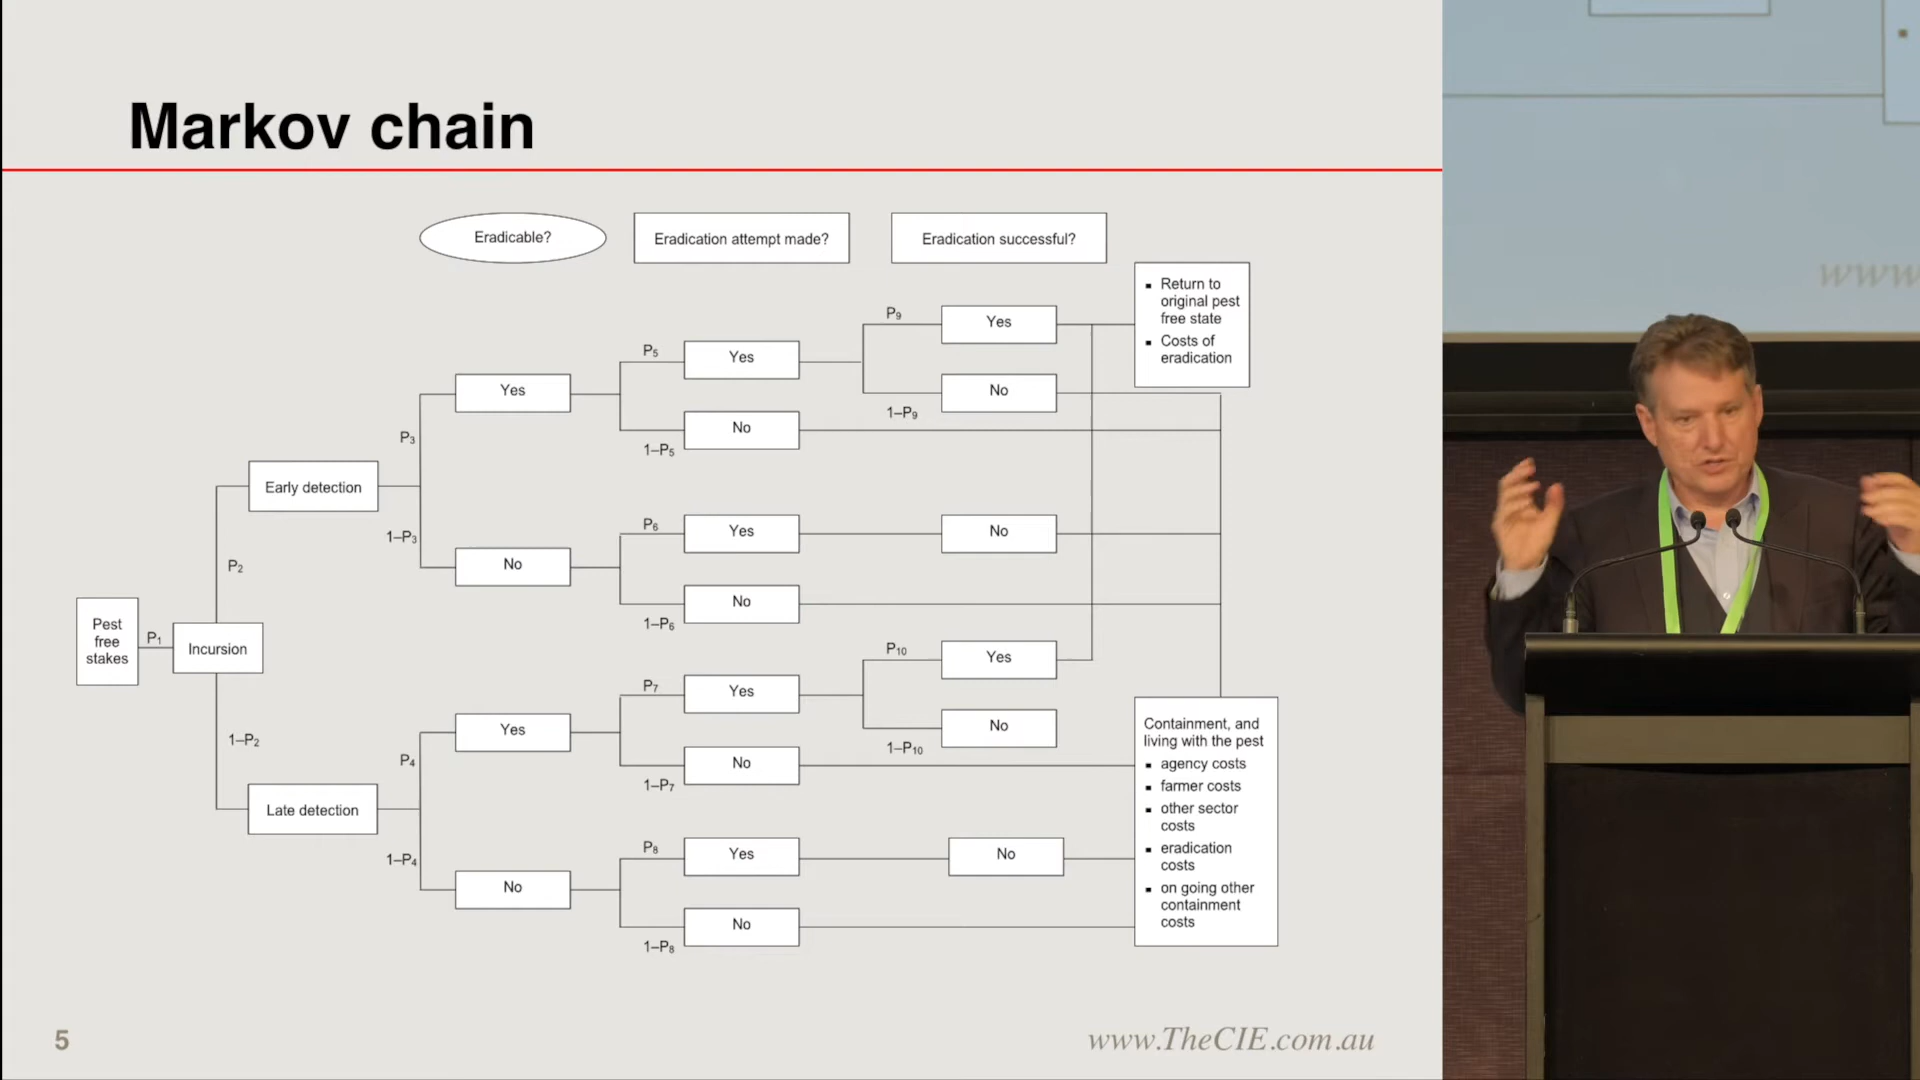 Markov chain
Eradicable?
Eradication attempt made?
Eradication successful?
Return to
original pest
free state
Costs of
eradication
P9
Yes
P5
Yes
Yes
No
1–P9
P3
No
1–P5
Early detection
1–P3
P6
Yes
No
P2
No
No
1–P6
Pest
free
stakes
P1
Incursion
P10
Yes
P7
Yes
1–P2
Yes
No
1–P10
P4
No
1–P7
Containment, and
living with the pest
agency costs
farmer costs
other sector
costs
eradication
costs
on going other
containment
costs
Late detection
1–P4
P8
Yes
No
No
No
1–P8
5
www.TheCIE.com.au
www